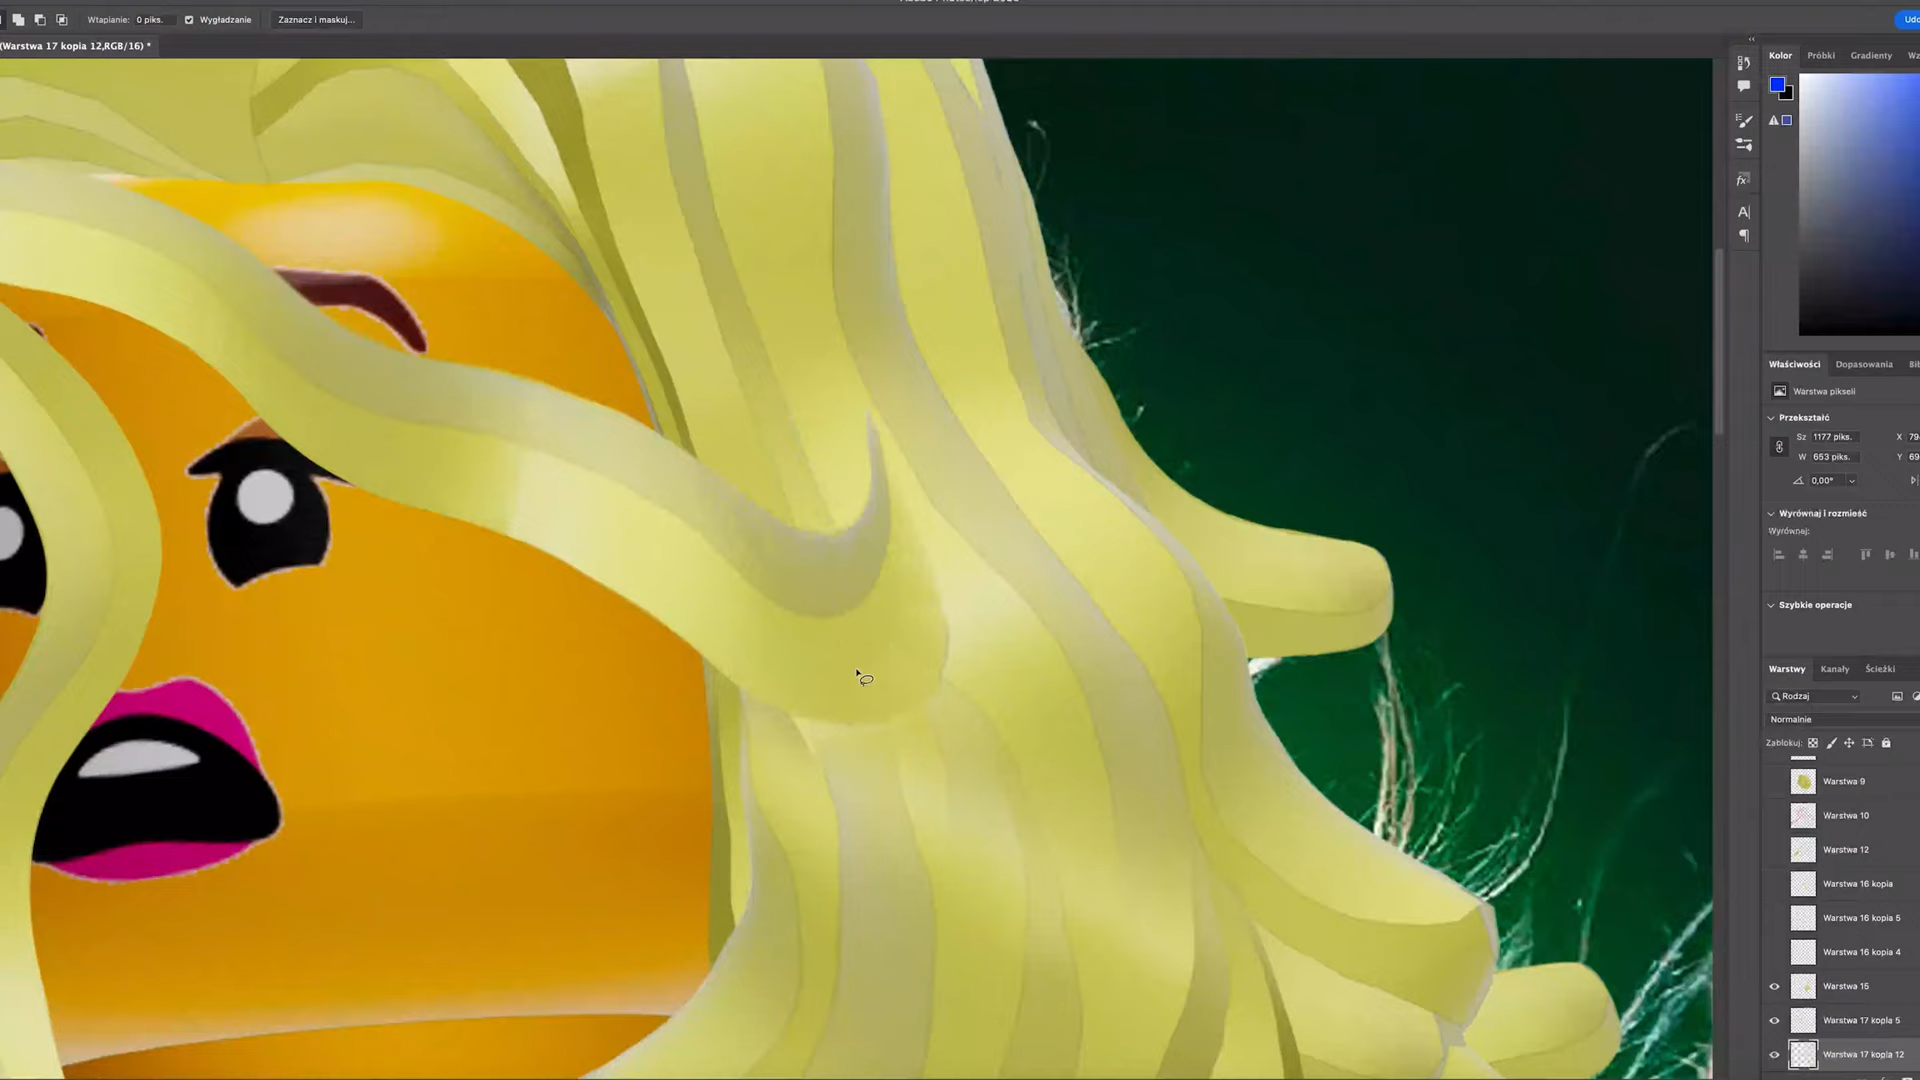 Wtapianie: 0 piks. Wygładzanie Zaznacz i maskuj...
(Warstwa 17 kopia 12,RGB/16) *
Kolor Próbki Gradienty
Właściwości Dopasowania
Warstwa pikseli
Przekształć
Sz 1177 piks. X
W 653 piks. Y
0,00°
Wyrównaj i rozmieść
Wyrównaj:
Szybkie operacje
Warstwy Kanały Ścieżki
Rodzaj
Normalnie
Zablokuj:
Warstwa 9
Warstwa 10
Warstwa 12
Warstwa 16 kopia
Warstwa 16 kopia 5
Warstwa 16 kopia 4
Warstwa 15
Warstwa 17 kopia 5
Warstwa 17 kopia 12